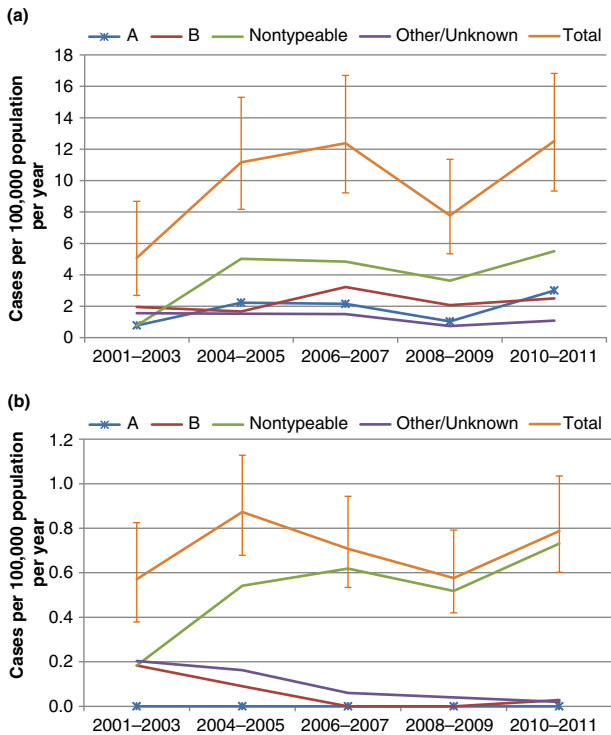 (a)
A B Nontypeable Other/Unknown Total
Cases per 100,000 population
per year
18
16
14
12
10
8
6
4
2
0
2001–2003 2004–2005 2006–2007 2008–2009 2010–2011
(b)
A B Nontypeable Other/Unknown Total
Cases per 100,000 population
per year
1.2
1.0
0.8
0.6
0.4
0.2
0.0
2001–2003 2004–2005 2006–2007 2008–2009 2010–2011